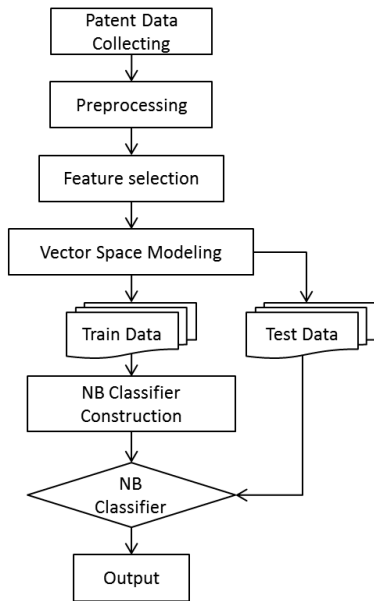 Patent Data
Collecting
Preprocessing
Feature selection
Vector Space Modeling
Train Data
Test Data
NB Classifier
Construction
NB
Classifier
Output